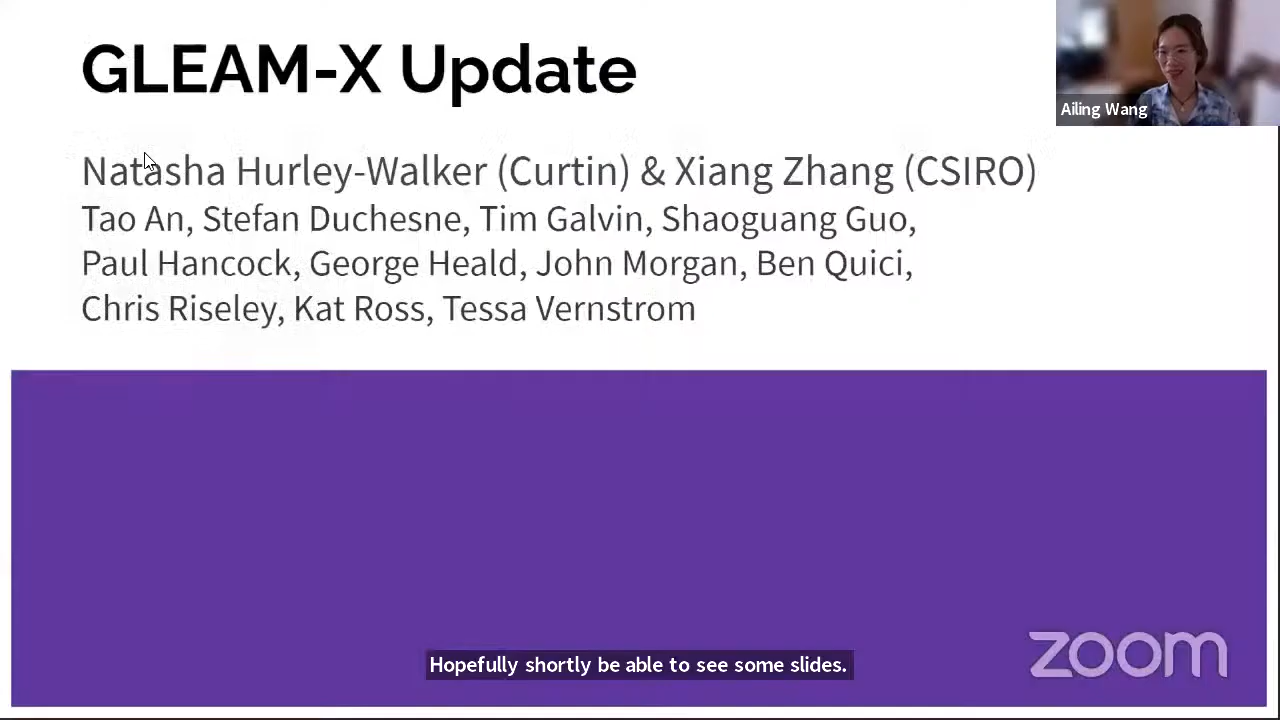 GLEAM-X Update
Ailing Wang
Natasha Hurley-Walker (Curtin) & Xiang Zhang (CSIRO)
Tao An, Stefan Duchesne, Tim Galvin, Shaoguang Guo,
Paul Hancock, George Heald, John Morgan, Ben Quici,
Chris Riseley, Kat Ross, Tessa Vernstrom
zoom
Hopefully shortly be able to see some slides.